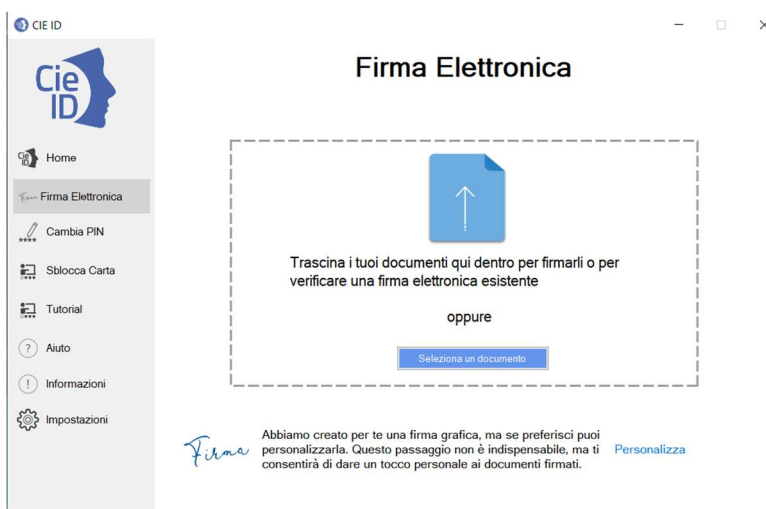 CIE ID
Cie
ID
Firma Elettronica
Cie
ID
Home
Firma
Firma Elettronica
Cambia PIN
Sblocca Carta
Tutorial
Aiuto
Informazioni
Impostazioni
Trascina i tuoi documenti qui dentro per firmarli o per
verificare una firma elettronica esistente
oppure
Seleziona un documento
Firma
Abbiamo creato per te una firma grafica, ma se preferisci puoi
personalizzarla. Questo passaggio non è indispensabile, ma ti
consentirà di dare un tocco personale ai documenti firmati.
Personalizza